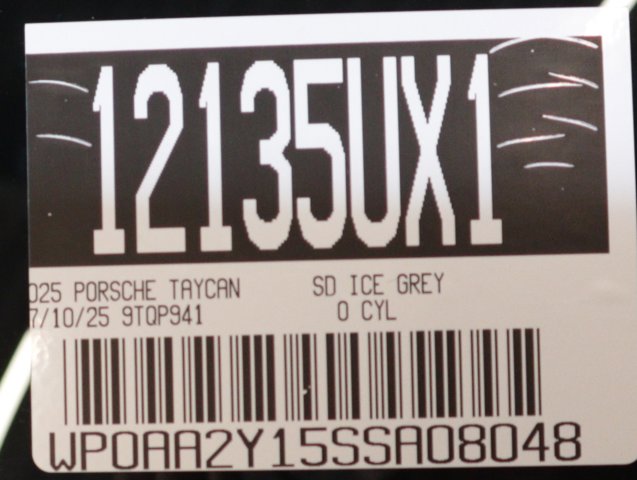 12135UX1
025 PORSCHE TAYCAN SD ICE GREY
7/10/25 9TQP941 0 CYL
WP0AA2Y15SSA08048